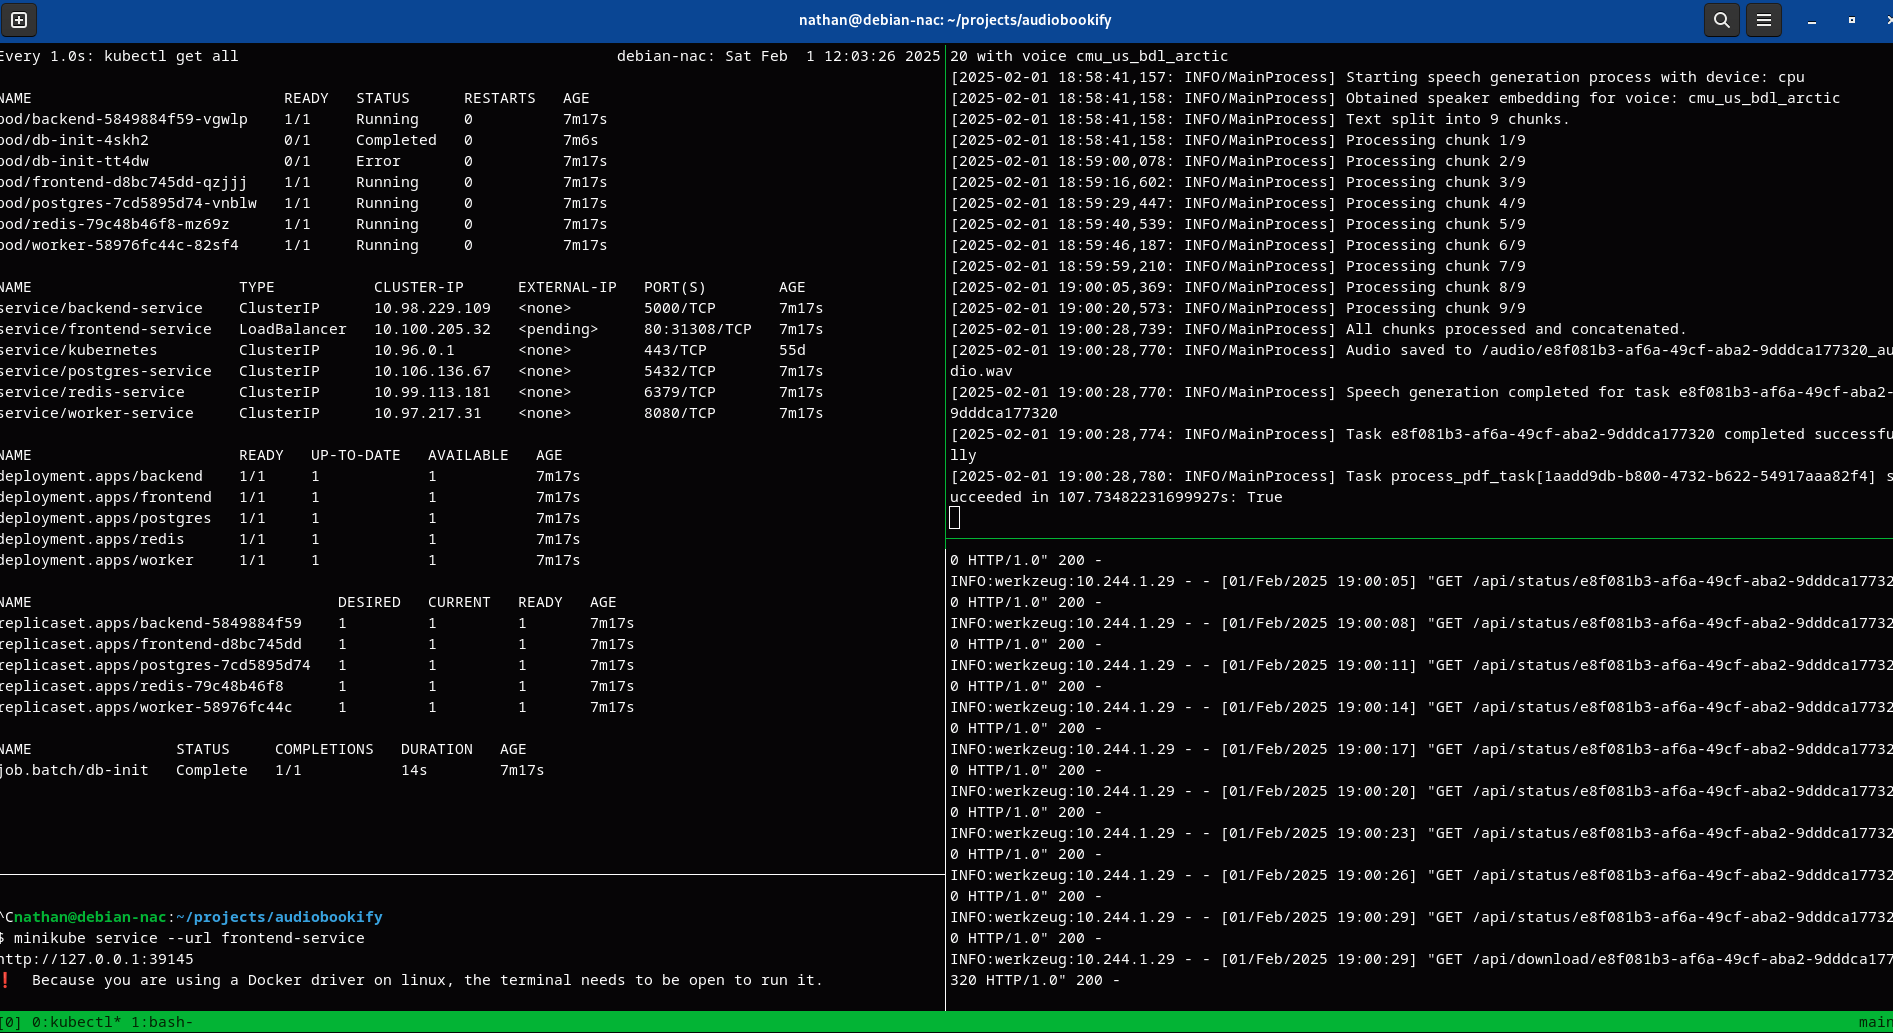 nathan@debian-nac: ~/projects/audiobookify
Every 1.0s: kubectl get all debian-nac: Sat Feb  1 12:03:26 2025
NAME READY STATUS RESTARTS AGE
pod/backend-5849884f59-vgwlp 1/1 Running 0 7m17s
pod/db-init-4skh2 0/1 Completed 0 7m6s
pod/db-init-tt4dw 0/1 Error 0 7m17s
pod/frontend-d8bc745dd-qzjjj 1/1 Running 0 7m17s
pod/postgres-7cd5895d74-vnblw 1/1 Running 0 7m17s
pod/redis-79c48b46f8-mz69z 1/1 Running 0 7m17s
pod/worker-58976fc44c-82sf4 1/1 Running 0 7m17s
NAME TYPE CLUSTER-IP EXTERNAL-IP PORT(S) AGE
service/backend-service ClusterIP 10.98.229.109 <none> 5000/TCP 7m17s
service/frontend-service LoadBalancer 10.100.205.32 <pending> 80:31308/TCP 7m17s
service/kubernetes ClusterIP 10.96.0.1 <none> 443/TCP 55d
service/postgres-service ClusterIP 10.106.136.67 <none> 5432/TCP 7m17s
service/redis-service ClusterIP 10.99.113.181 <none> 6379/TCP 7m17s
service/worker-service ClusterIP 10.97.217.31 <none> 8080/TCP 7m17s
NAME READY UP-TO-DATE AVAILABLE AGE
deployment.apps/backend 1/1 1 1 7m17s
deployment.apps/frontend 1/1 1 1 7m17s
deployment.apps/postgres 1/1 1 1 7m17s
deployment.apps/redis 1/1 1 1 7m17s
deployment.apps/worker 1/1 1 1 7m17s
NAME DESIRED CURRENT READY AGE
replicaset.apps/backend-5849884f59 1 1 1 7m17s
replicaset.apps/frontend-d8bc745dd 1 1 1 7m17s
replicaset.apps/postgres-7cd5895d74 1 1 1 7m17s
replicaset.apps/redis-79c48b46f8 1 1 1 7m17s
replicaset.apps/worker-58976fc44c 1 1 1 7m17s
NAME STATUS COMPLETIONS DURATION AGE
job.batch/db-init Complete 1/1 14s 7m17s
^Cnathan@debian-nac:~/projects/audiobookify
$ minikube service --url frontend-service
http://127.0.0.1:39145
❗  Because you are using a Docker driver on linux, the terminal needs to be open to run it.
20 with voice cmu_us_bdl_arctic
[2025-02-01 18:58:41,157: INFO/MainProcess] Starting speech generation process with device: cpu
[2025-02-01 18:58:41,158: INFO/MainProcess] Obtained speaker embedding for voice: cmu_us_bdl_arctic
[2025-02-01 18:58:41,158: INFO/MainProcess] Text split into 9 chunks.
[2025-02-01 18:58:41,158: INFO/MainProcess] Processing chunk 1/9
[2025-02-01 18:59:00,078: INFO/MainProcess] Processing chunk 2/9
[2025-02-01 18:59:16,602: INFO/MainProcess] Processing chunk 3/9
[2025-02-01 18:59:29,447: INFO/MainProcess] Processing chunk 4/9
[2025-02-01 18:59:40,539: INFO/MainProcess] Processing chunk 5/9
[2025-02-01 18:59:46,187: INFO/MainProcess] Processing chunk 6/9
[2025-02-01 18:59:59,210: INFO/MainProcess] Processing chunk 7/9
[2025-02-01 19:00:05,369: INFO/MainProcess] Processing chunk 8/9
[2025-02-01 19:00:20,573: INFO/MainProcess] Processing chunk 9/9
[2025-02-01 19:00:28,739: INFO/MainProcess] All chunks processed and concatenated.
[2025-02-01 19:00:28,770: INFO/MainProcess] Audio saved to /audio/e8f081b3-af6a-49cf-aba2-9dddca177320_au
dio.wav
[2025-02-01 19:00:28,770: INFO/MainProcess] Speech generation completed for task e8f081b3-af6a-49cf-aba2-
9dddca177320
[2025-02-01 19:00:28,774: INFO/MainProcess] Task e8f081b3-af6a-49cf-aba2-9dddca177320 completed successfu
lly
[2025-02-01 19:00:28,780: INFO/MainProcess] Task process_pdf_task[1aadd9db-b800-4732-b622-54917aaa82f4] s
ucceeded in 107.73482231699927s: True
0 HTTP/1.0" 200 -
INFO:werkzeug:10.244.1.29 - - [01/Feb/2025 19:00:05] "GET /api/status/e8f081b3-af6a-49cf-aba2-9dddca17732
0 HTTP/1.0" 200 -
INFO:werkzeug:10.244.1.29 - - [01/Feb/2025 19:00:08] "GET /api/status/e8f081b3-af6a-49cf-aba2-9dddca17732
0 HTTP/1.0" 200 -
INFO:werkzeug:10.244.1.29 - - [01/Feb/2025 19:00:11] "GET /api/status/e8f081b3-af6a-49cf-aba2-9dddca17732
0 HTTP/1.0" 200 -
INFO:werkzeug:10.244.1.29 - - [01/Feb/2025 19:00:14] "GET /api/status/e8f081b3-af6a-49cf-aba2-9dddca17732
0 HTTP/1.0" 200 -
INFO:werkzeug:10.244.1.29 - - [01/Feb/2025 19:00:17] "GET /api/status/e8f081b3-af6a-49cf-aba2-9dddca17732
0 HTTP/1.0" 200 -
INFO:werkzeug:10.244.1.29 - - [01/Feb/2025 19:00:20] "GET /api/status/e8f081b3-af6a-49cf-aba2-9dddca17732
0 HTTP/1.0" 200 -
INFO:werkzeug:10.244.1.29 - - [01/Feb/2025 19:00:23] "GET /api/status/e8f081b3-af6a-49cf-aba2-9dddca17732
0 HTTP/1.0" 200 -
INFO:werkzeug:10.244.1.29 - - [01/Feb/2025 19:00:26] "GET /api/status/e8f081b3-af6a-49cf-aba2-9dddca17732
0 HTTP/1.0" 200 -
INFO:werkzeug:10.244.1.29 - - [01/Feb/2025 19:00:29] "GET /api/status/e8f081b3-af6a-49cf-aba2-9dddca17732
0 HTTP/1.0" 200 -
INFO:werkzeug:10.244.1.29 - - [01/Feb/2025 19:00:29] "GET /api/download/e8f081b3-af6a-49cf-aba2-9dddca177
320 HTTP/1.0" 200 -
[0] 0:kubectl* 1:bash- main